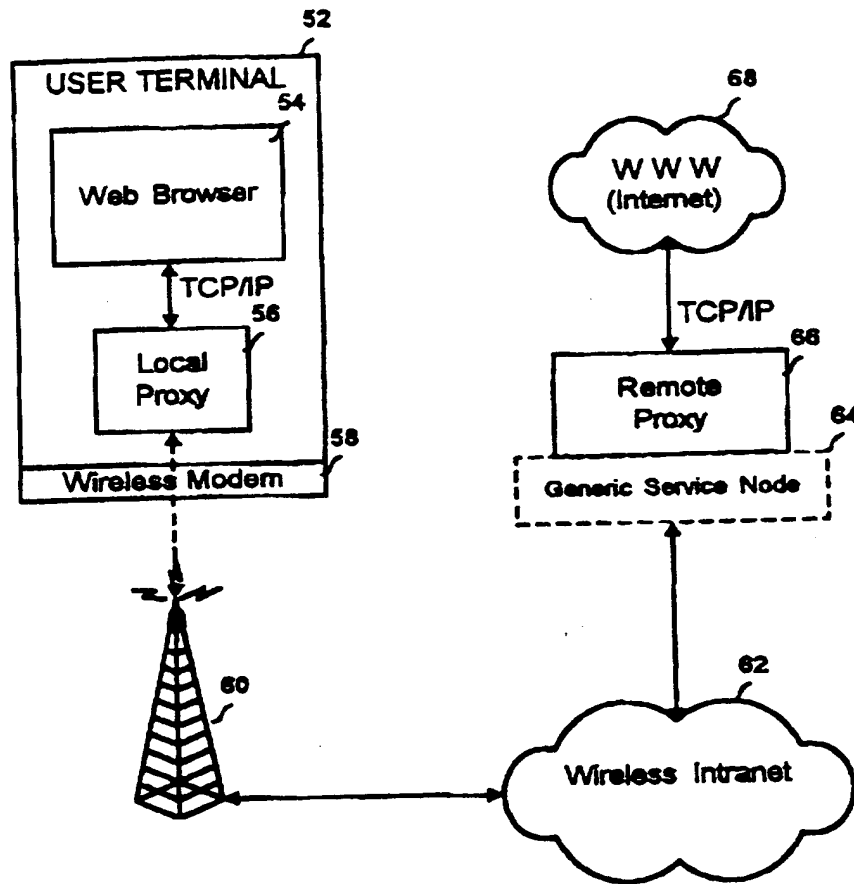 52
USER TERMINAL
54
Web Browser
TCP/IP
56
Local
Proxy
58
Wireless Modem
60
62
Wireless Intranet
64
Generic Service Node
66
Remote
Proxy
TCP/IP
68
W W W
(Internet)